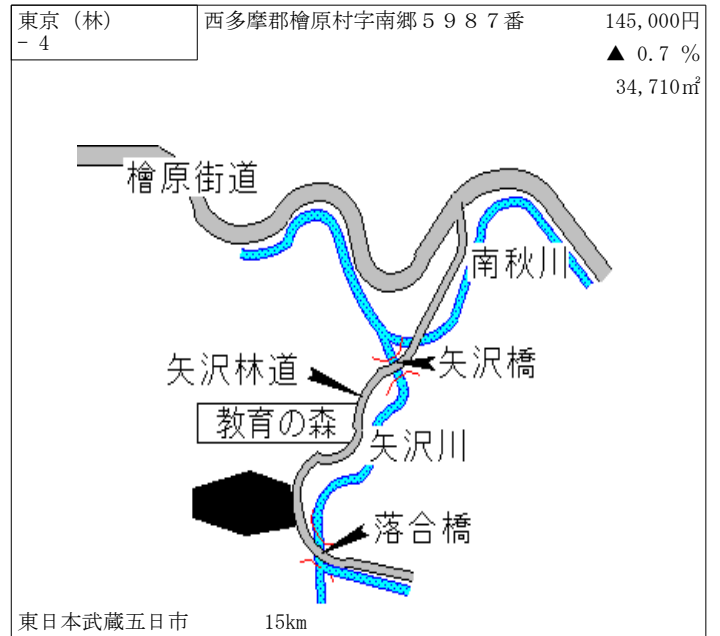 東京（林） 西多摩郡檜原村字南郷５９８７番 145,000円
－4
▲ 0.7 %
34,710㎡
檜原街道
南秋川
矢沢林道
矢沢橋
教育の森
矢沢川
落合橋
東日本武蔵五日市 15km